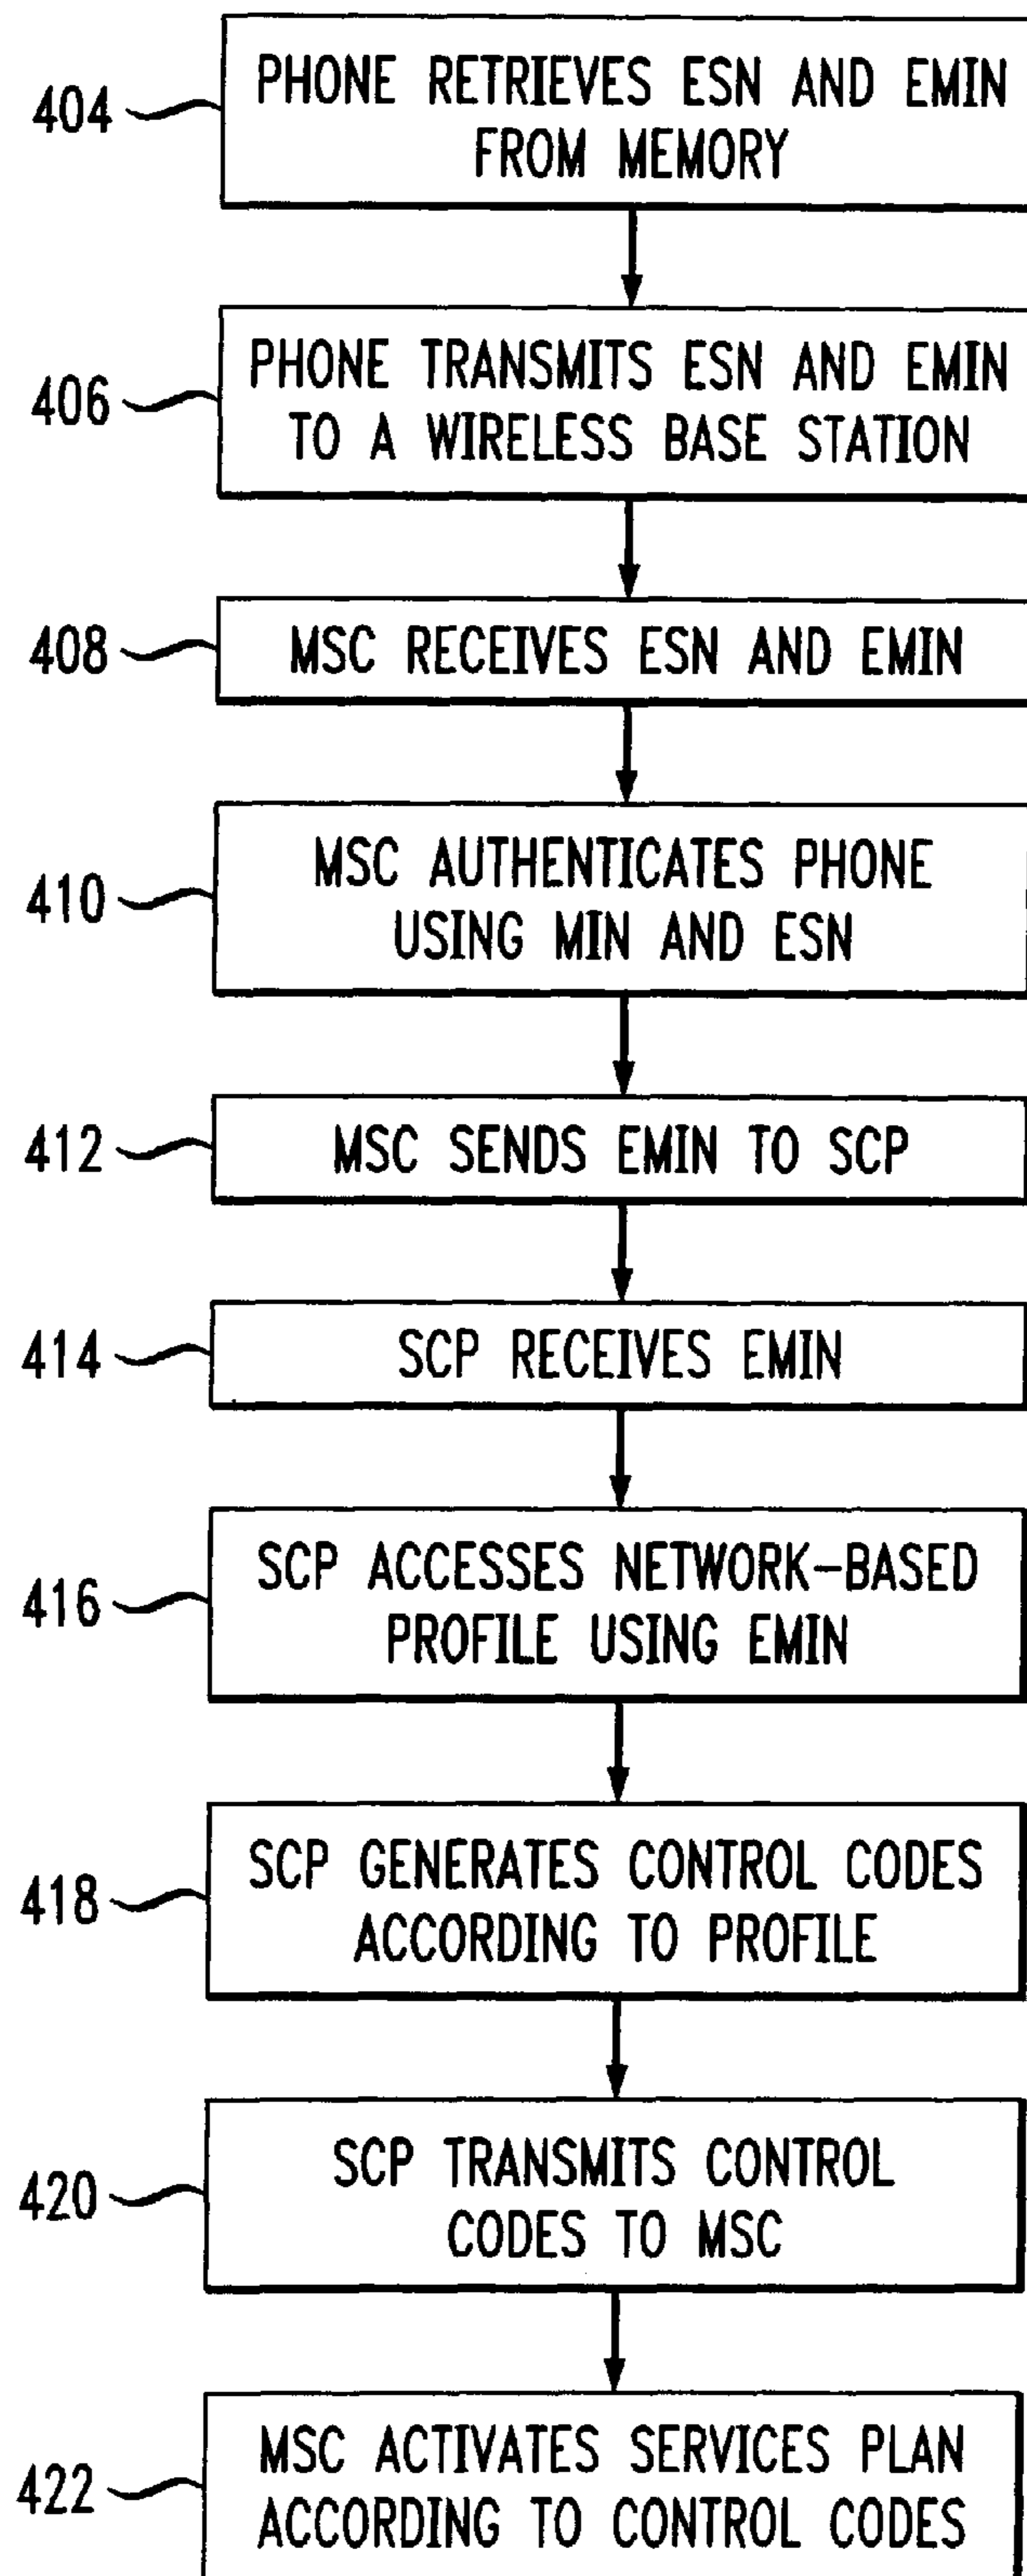 404
PHONE RETRIEVES ESN AND EMIN
FROM MEMORY
406
PHONE TRANSMITS ESN AND EMIN
TO A WIRELESS BASE STATION
408
MSC RECEIVES ESN AND EMIN
410
MSC AUTHENTICATES PHONE
USING MIN AND ESN
412
MSC SENDS EMIN TO SCP
414
SCP RECEIVES EMIN
416
SCP ACCESSES NETWORK-BASED
PROFILE USING EMIN
418
SCP GENERATES CONTROL CODES
ACCORDING TO PROFILE
420
SCP TRANSMITS CONTROL
CODES TO MSC
422
MSC ACTIVATES SERVICES PLAN
ACCORDING TO CONTROL CODES